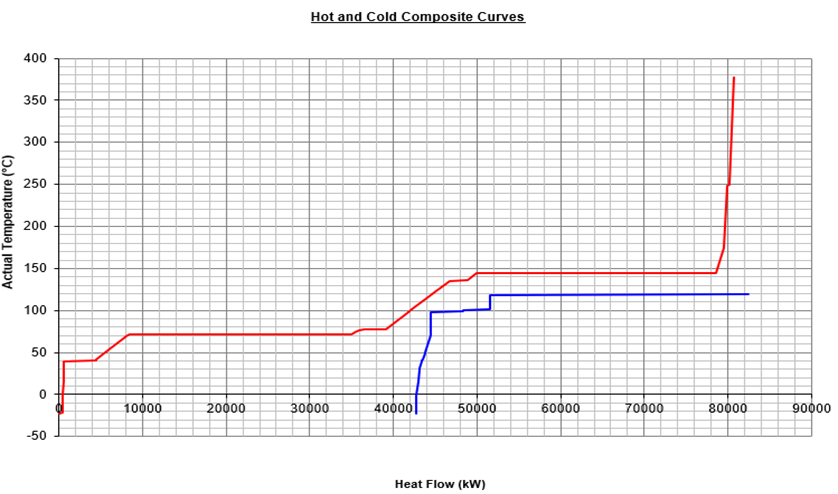 Hot and Cold Composite Curves
400
350
300
250
200
150
100
50
0
-50
0 10000 20000 30000 40000 50000 60000 70000 80000 90000
Actual Temperature (°C)
Heat Flow (kW)